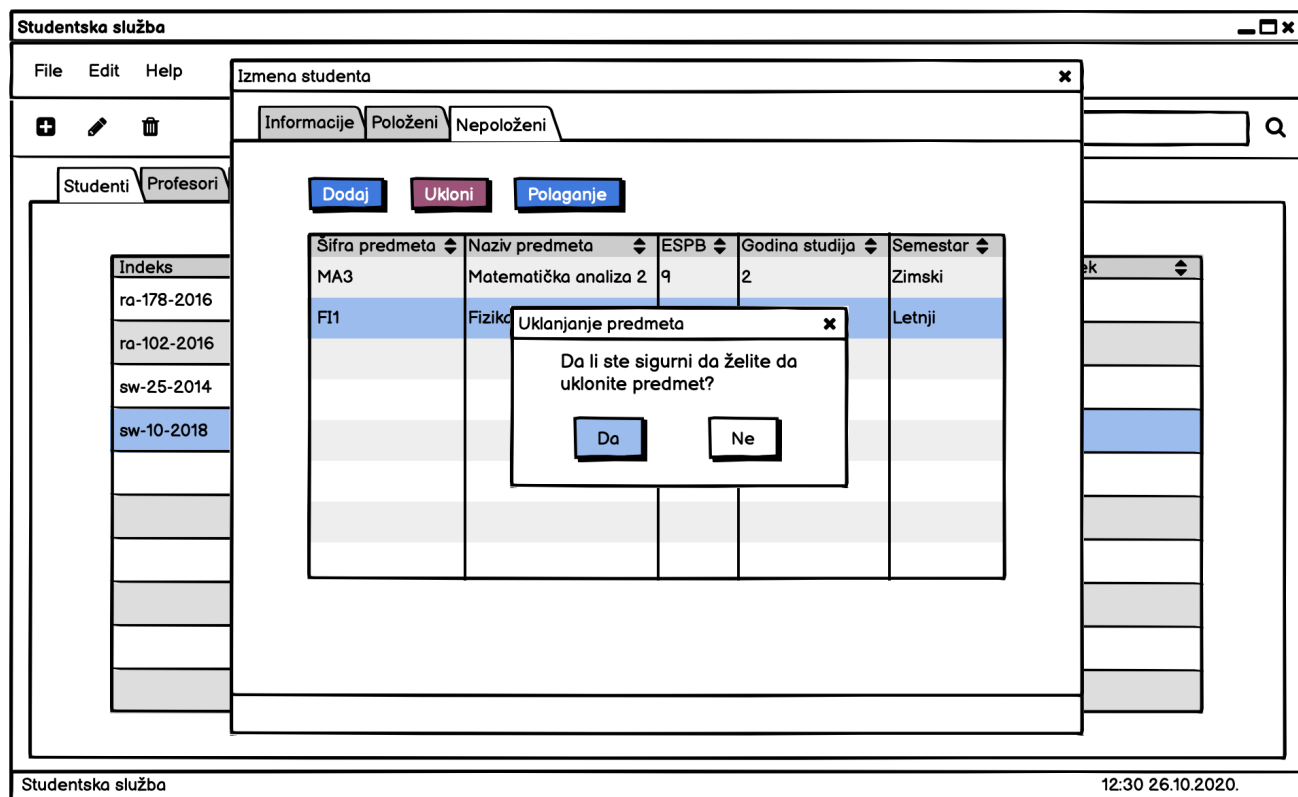 Studentska služba
File Edit Help
Izmena studenta
Informacije Položeni Nepoloženi
Studenti Profesori
Dodaj Ukloni Polaganje
Šifra predmeta Naziv predmeta ESPB Godina studija Semestar
MA3 Matematička analiza 2 9 2 Zimski
FI1 Letnji
Indeks
ra-178-2016
ra-102-2016
sw-25-2014
sw-10-2018
Uklanjanje predmeta
Da li ste sigurni da želite da
uklonite predmet?
Da Ne
Studentska služba 12:30 26.10.2020.